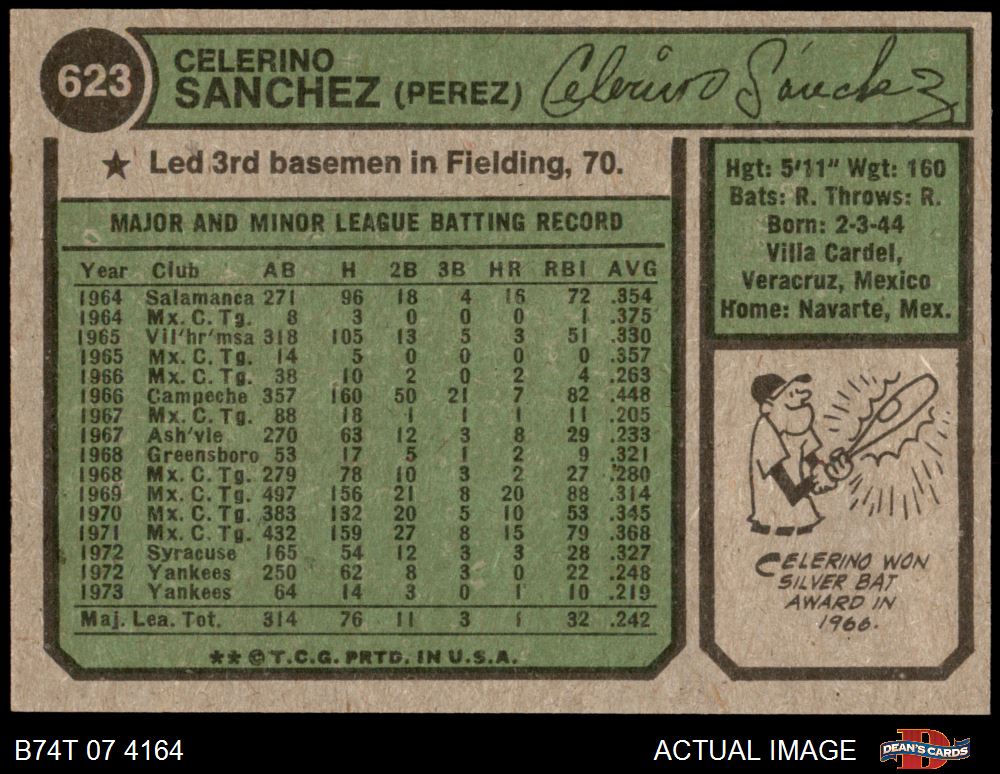 623
CELERINO
SANCHEZ (PEREZ)
Celerino Sánchez
★ Led 3rd basemen in Fielding, 70.
MAJOR AND MINOR LEAGUE BATTING RECORD
Year Club AB H 2B 3B HR RBI AVG
1964 Salamanca 271 96 18 4 16 72 .354
1964 Mx. C. Tg. 8 3 0 0 0 1 .375
1965 Vil'hr'msa 318 105 13 5 3 51 .330
1965 Mx. C. Tg. 14 5 0 0 0 0 .357
1966 Mx. C. Tg. 38 10 2 0 2 4 .263
1966 Campeche 357 160 50 21 7 82 .448
1967 Mx. C. Tg. 88 18 1 1 1 11 .205
1967 Ash'vle 270 63 12 3 8 29 .233
1968 Greensboro 53 17 5 1 2 9 .321
1968 Mx. C. Tg. 279 78 10 3 2 27 .280
1969 Mx. C. Tg. 497 156 21 8 20 88 .314
1970 Mx. C. Tg. 383 132 20 5 10 53 .345
1971 Mx. C. Tg. 432 159 27 8 15 79 .368
1972 Syracuse 165 54 12 3 3 28 .327
1972 Yankees 250 62 8 3 0 22 .248
1973 Yankees 64 14 3 0 1 10 .219
Maj. Lea. Tot. 314 76 11 3 1 32 .242
** © T.C.G. PRTD. IN U.S.A.
Hgt: 5'11" Wgt: 160
Bats: R. Throws: R.
Born: 2-3-44
Villa Cardel,
Veracruz, Mexico
Home: Navarte, Mex.
CELERINO WON
SILVER BAT
AWARD IN
1966.
B74T 07 4164
ACTUAL IMAGE
DEAN'S CARDS